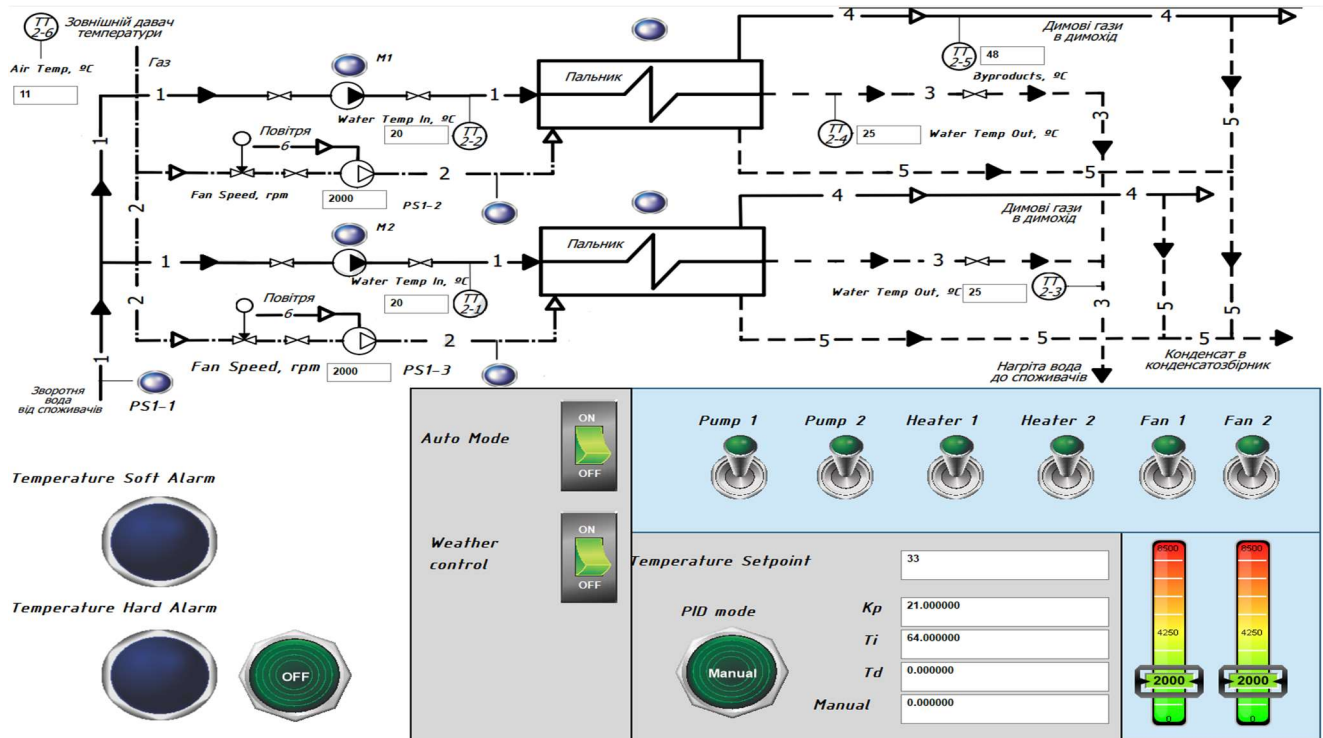 TT
2-6
Зовнішній давач
температури
Air Temp, ºC
11
Газ
1
1
M1
Water Temp In, ºC
20
TT
2-2
1
Пальник
4
4
TT
2-5
48
Byproducts, ºC
Димові гази
в димохід
3
TT
2-4
25
Water Temp Out, ºC
3
5
Повітря
6
2
Fan Speed, rpm
2000
PS1-2
5
5
2
M2
1
Water Temp In, ºC
20
TT
2-1
1
Пальник
4
4
Димові гази
в димохід
3
Water Temp Out, ºC
25
TT
2-3
3
5
5
2
Повітря
6
2
Fan Speed, rpm
2000
PS1-3
5
5
5
1
Зворотня
вода
від споживачів
PS1-1
Нагріта вода
до споживачів
Конденсат в
конденсатозбірник
Auto Mode
ON
OFF
Weather
control
ON
OFF
Pump 1
Pump 2
Heater 1
Heater 2
Fan 1
Fan 2
Temperature Soft Alarm
Temperature Hard Alarm
OFF
Temperature Setpoint
33
PID mode
Manual
Kp
21.000000
Ti
64.000000
Td
0.000000
Manual
0.000000
8500
4250
2000
0
8500
4250
2000
0